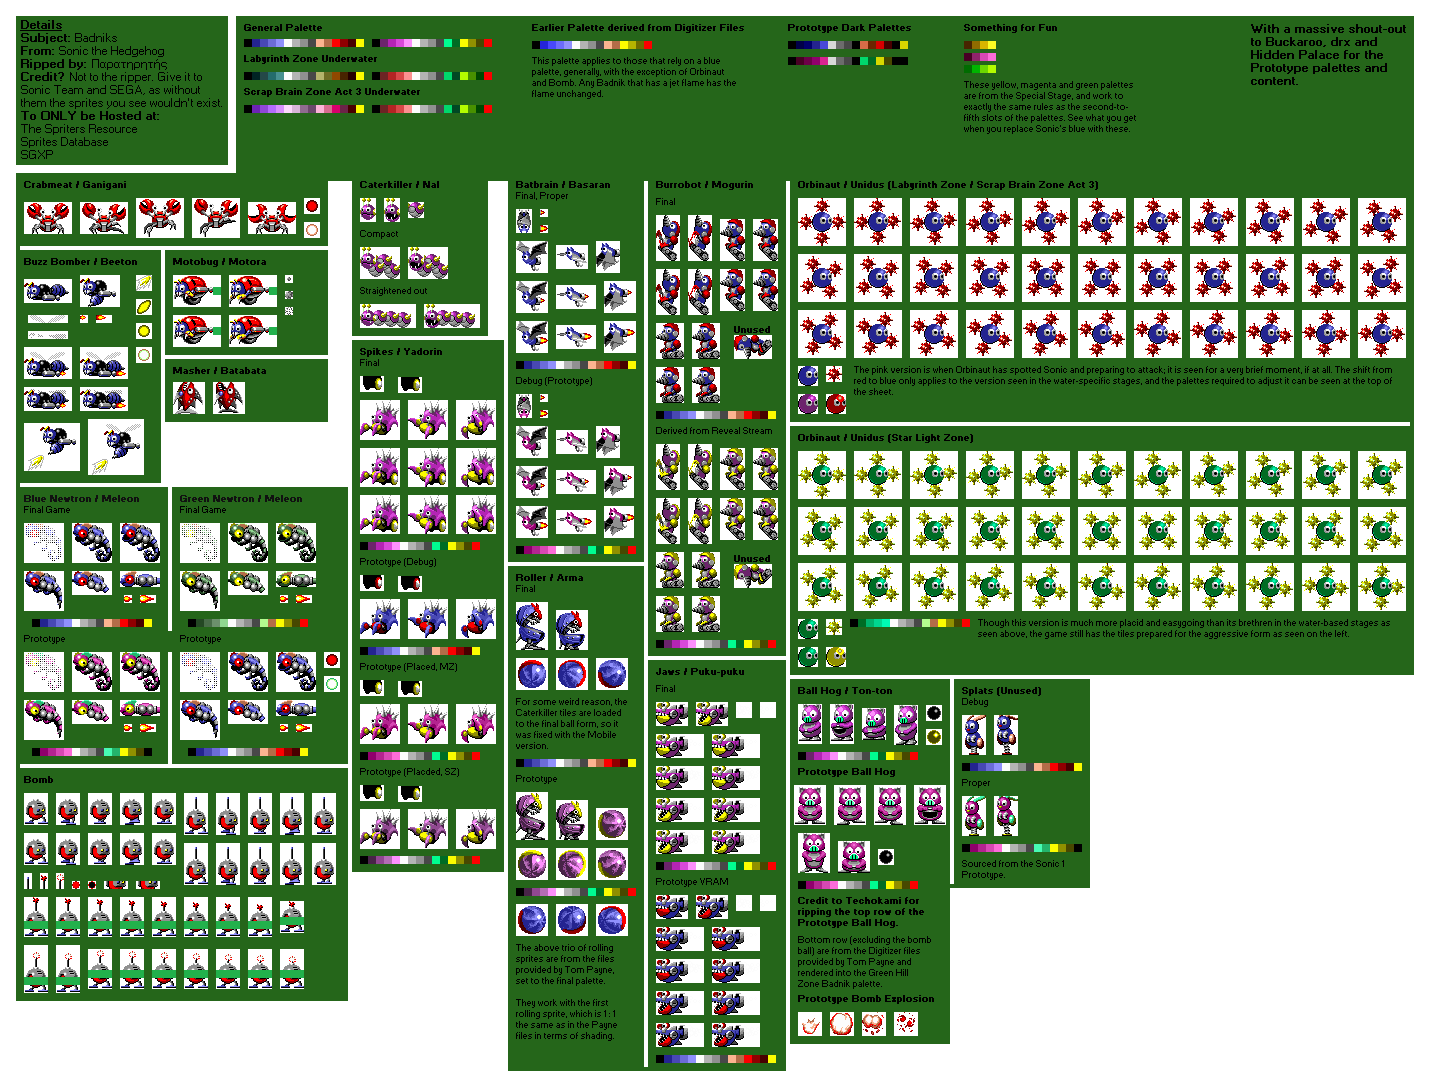 Details
Subject: Badniks
From: Sonic the Hedgehog
Ripped by: Παρατηρητής
Credit? Not to the ripper. Give it to
Sonic Team and SEGA, as without
them the sprites you see wouldn't exist.
To ONLY be Hosted at:
The Spriters Resource
Sprites Database
SGXP
General Palette
Labyrinth Zone Underwater
Scrap Brain Zone Act 3 Underwater
Earlier Palette derived from Digitizer Files
This palette applies to those that rely on a blue
palette, generally, with the exception of Orbinaut
and Bomb. Any Badnik that has a jet flame has the
flame unchanged.
Prototype Dark Palettes
Something for Fun
These yellow, magenta and green palettes
are from the Special Stage, and work to
exactly the same rules as the second-to-
fifth slots of the palettes. See what you get
when you replace Sonic's blue with these.
With a massive shout-out
to Buckaroo, drx and
Hidden Palace for the
Prototype palettes and
content.
Crabmeat / Ganigani
Buzz Bomber / Beeton
Motobug / Motora
Masher / Batabata
Blue Newtron / Meleon
Final Game
Prototype
Green Newtron / Meleon
Final Game
Prototype
Bomb
Caterkiller / Nal
Compact
Straightened out
Spikes / Yadorin
Final
Prototype (Debug)
Prototype (Placed, MZ)
Prototype (Placded, SZ)
Batbrain / Basaran
Final, Proper
Debug (Prototype)
Roller / Arma
Final
For some weird reason, the
Caterkiller tiles are loaded
to the final ball form, so it
was fixed with the Mobile
version.
Prototype
The above trio of rolling
sprites are from the files
provided by Tom Payne,
set to the final palette.
They work with the first
rolling sprite, which is 1:1
the same as in the Payne
files in terms of shading.
Burrobot / Mogurin
Final
Unused
Derived from Reveal Stream
Unused
Jaws / Puku-puku
Final
Prototype VRAM
Orbinaut / Unidus (Labyrinth Zone / Scrap Brain Zone Act 3)
The pink version is when Orbinaut has spotted Sonic and preparing to attack; it is seen for a very brief moment, if at all. The shift from
red to blue only applies to the version seen in the water-specific stages, and the palettes required to adjust it can be seen at the top of
the sheet.
Orbinaut / Unidus (Star Light Zone)
Though this version is much more placid and easygoing than its brethren in the water-based stages as
seen above, the game still has the tiles prepared for the aggressive form as seen on the left.
Ball Hog / Ton-ton
Prototype Ball Hog
Credit to Techokami for
ripping the top row of the
Prototype Ball Hog.
Bottom row (excluding the bomb
ball) are from the Digitizer files
provided by Tom Payne and
rendered into the Green Hill
Zone Badnik palette.
Prototype Bomb Explosion
Splats (Unused)
Debug
Proper
Sourced from the Sonic 1
Prototype.